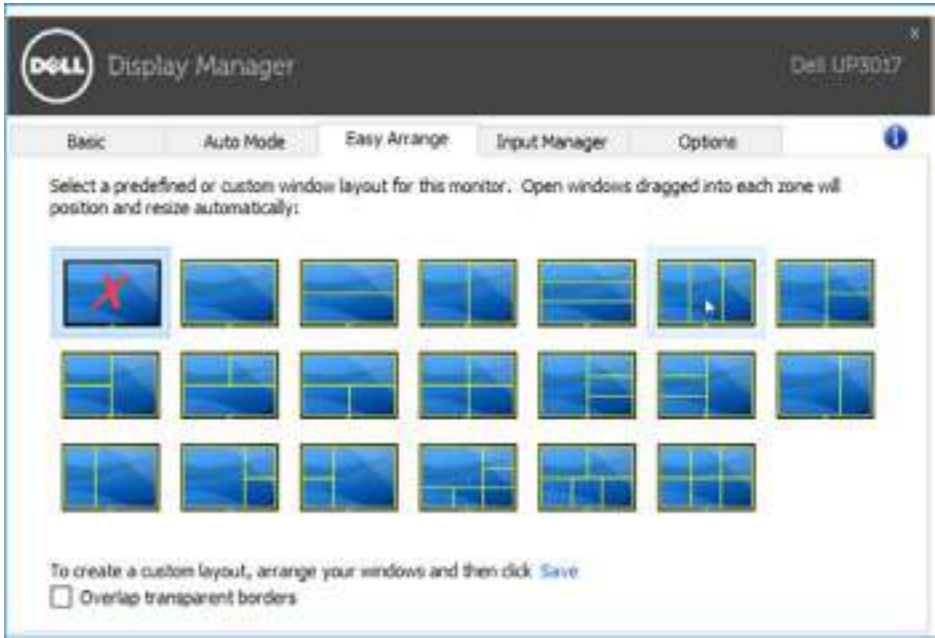 x
DELL Display Manager
Dell UP3017
Basic Auto Mode Easy Arrange Input Manager Options
Select a predefined or custom window layout for this monitor. Open windows dragged into each zone will
position and resize automatically:
X
To create a custom layout, arrange your windows and then click Save
Overlap transparent borders